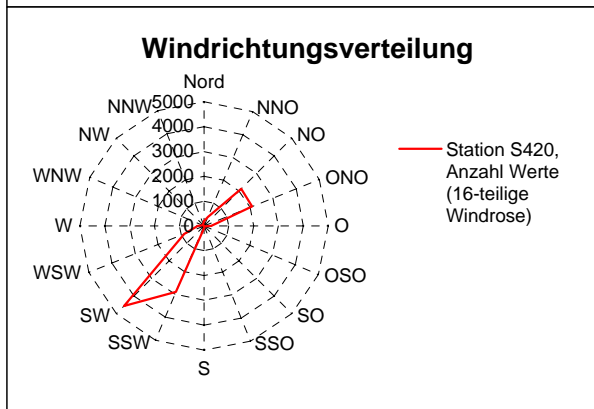 Windrichtungsverteilung
Nord
NNO
NO
ONO
O
OSO
SO
SSO
S
SSW
SW
WSW
W
WNW
NW
NNW
5000
4000
3000
2000
1000
0
Station S420,
Anzahl Werte
(16-teilige
Windrose)